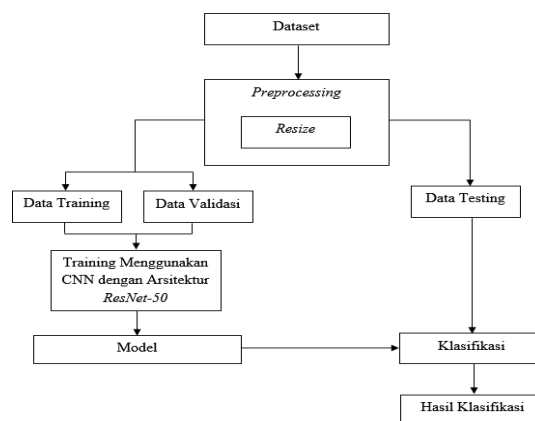 Dataset
Preprocessing
Resize
Data Training
Data Validasi
Data Testing
Training Menggunakan
CNN dengan Arsitektur
ResNet-50
Model
Klasifikasi
Hasil Klasifikasi